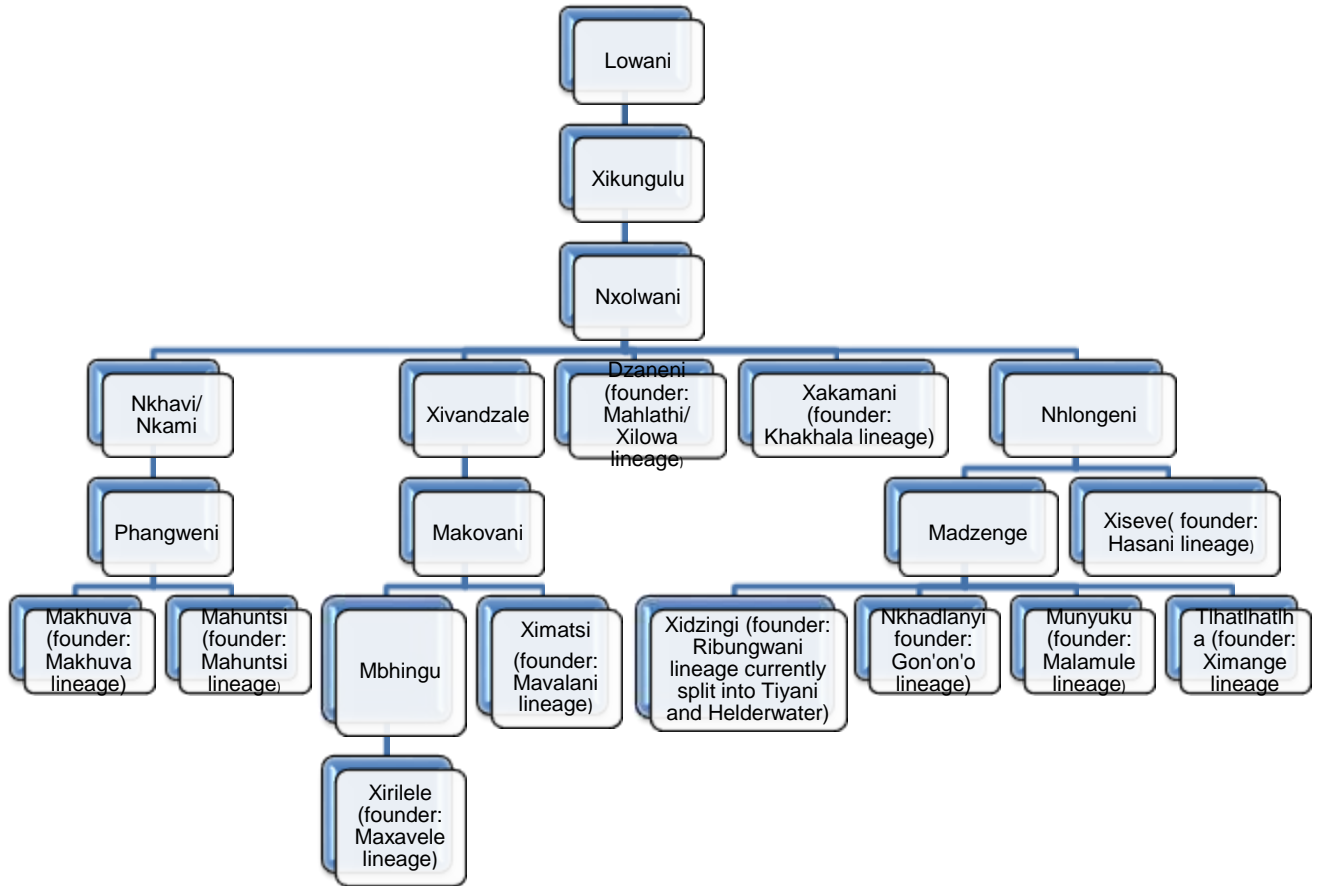 Lowani
Xikungulu
Nxolwani
Nkhavi/
Nkami
Xivandzale
Dzaneni
(founder:
Mahlathi/
Xilowa
lineage)
Xakamani
(founder:
Khakhala lineage)
Nhlongeni
Phangweni
Makovani
Madzenge
Xiseve( founder:
Hasani lineage)
Makhuva
(founder:
Makhuva
lineage)
Mahuntsi
(founder:
Mahuntsi
lineage)
Mbhingu
Ximatsi
(founder:
Mavalani
lineage)
Xidzingi (founder:
Ribungwani
lineage currently
split into Tiyani
and Helderwater)
Nkhadlanyi
founder:
Gon'on'o
lineage)
Munyuku
(founder:
Malamule
lineage)
Tlhatlhatlh
a (founder:
Ximange
lineage
Xirilele
(founder:
Maxavele
lineage)